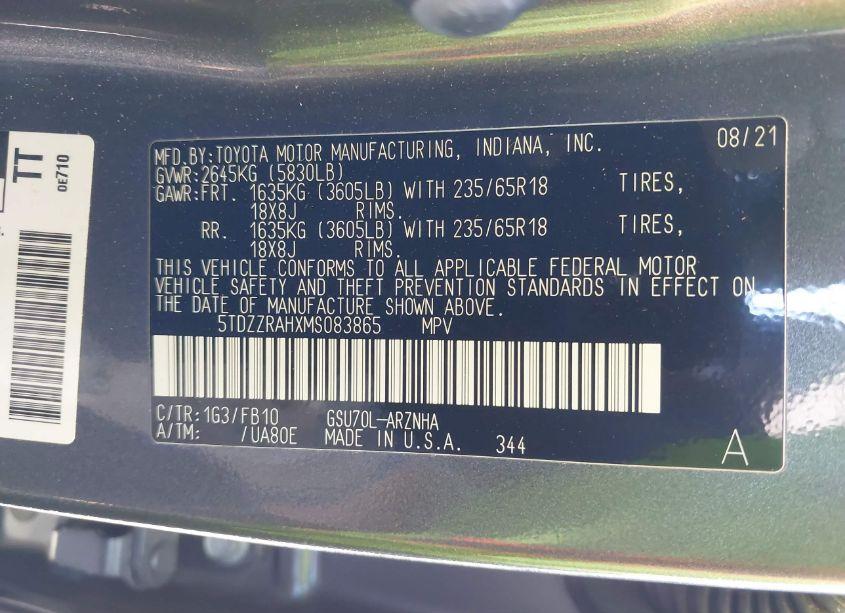 TT
0E710
MFD.BY:TOYOTA MOTOR MANUFACTURING, INDIANA, INC. 08/21
GVWR:2645KG (5830LB)
GAWR:FRT. 1635KG (3605LB) WITH 235/65R18 TIRES,
18X8J RIMS.
RR. 1635KG (3605LB) WITH 235/65R18 TIRES,
18X8J RIMS.
THIS VEHICLE CONFORMS TO ALL APPLICABLE FEDERAL MOTOR
VEHICLE SAFETY AND THEFT PREVENTION STANDARDS IN EFFECT ON
THE DATE OF MANUFACTURE SHOWN ABOVE.
5TDZZRAHXMS083865 MPV
C/TR:1G3/FB10 GSU70L-ARZNHA
A/TM: /UA80E MADE IN U.S.A. 344
A